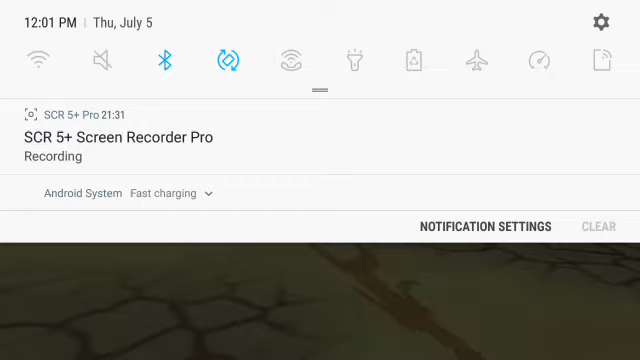 12:01 PM | Thu, July 5
SCR 5+ Pro 21:31
SCR 5+ Screen Recorder Pro
Recording
Android System Fast charging
NOTIFICATION SETTINGS CLEAR